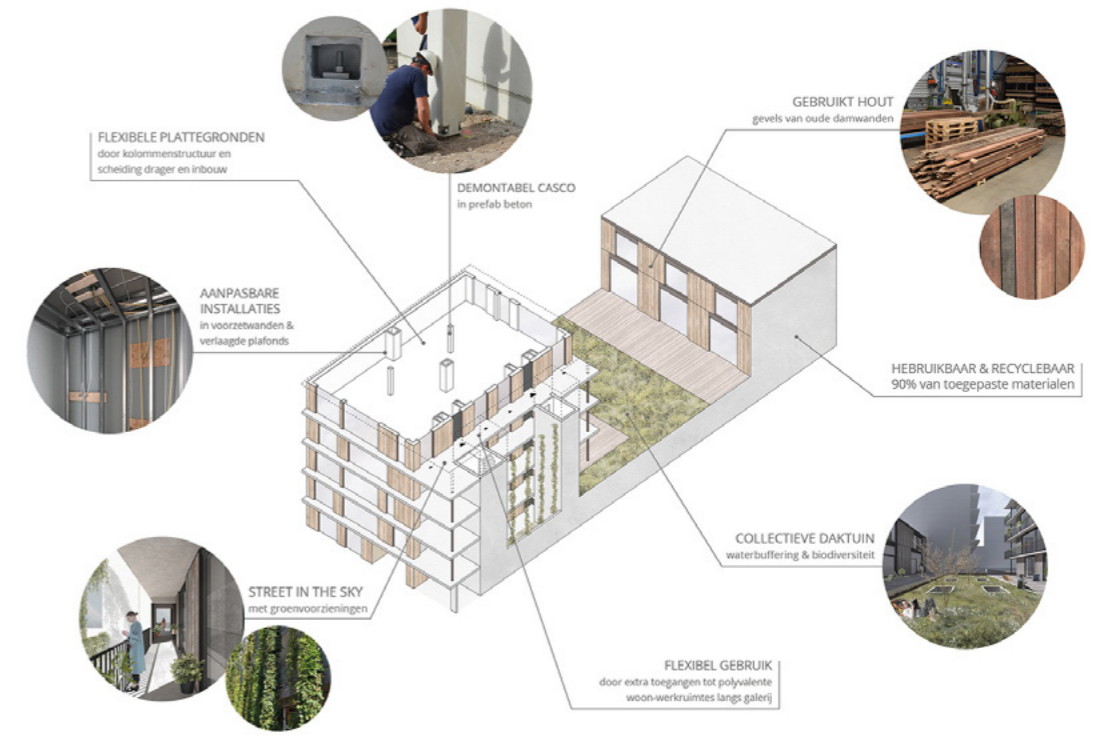 FLEXIBELE PLATTEGRONDEN
door kolommenstructuur en
scheiding drager en inbouw
DEMONTABEL CASCO
in prefab beton
GEBRUIKT HOUT
gevels van oude damwanden
AANPASBARE
INSTALLATIES
in voorzetwanden &
verlaagde plafonds
HEBRUIKBAAR & RECYCLEBAAR
90% van toegepaste materialen
COLLECTIEVE DAKTUIN
waterbuffering & biodiversiteit
STREET IN THE SKY
met groenvoorzieningen
FLEXIBEL GEBRUIK
door extra toegangen tot polyvalente
woon-werkruimtes langs galerij